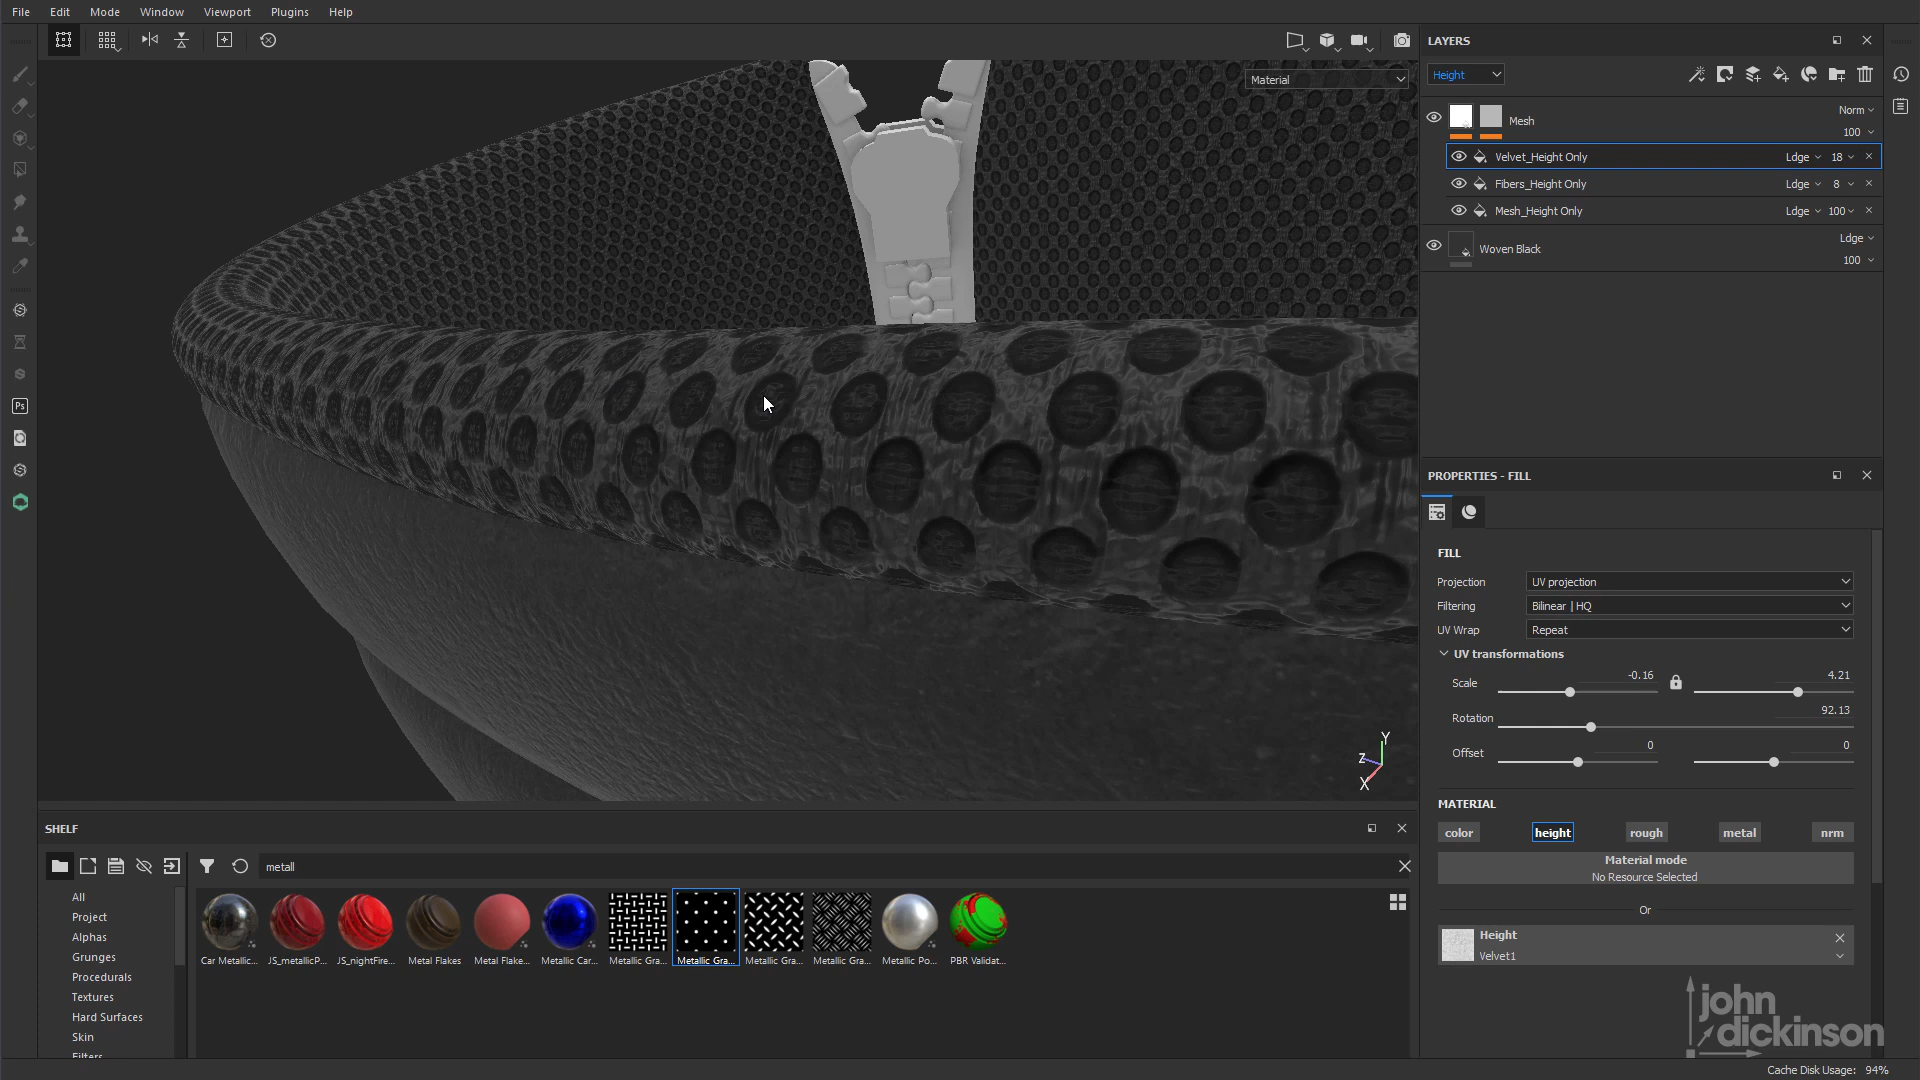 File Edit Mode Window Viewport Plugins Help
Material
LAYERS
Height
Mesh
Norm
100
Velvet_Height Only Ldge 18
Fibers_Height Only Ldge 8
Mesh_Height Only Ldge 100
Woven Black
Ldge
100
Ps
Y
Z
X
PROPERTIES - FILL
FILL
Projection UV projection
Filtering Bilinear | HQ
UV Wrap Repeat
UV transformations
Scale -0.16 4.21
Rotation 92.13
Offset 0 0
MATERIAL
color height rough metal nrm
Material mode
No Resource Selected
Or
Height
Velvet1
SHELF
metall
All
Project
Alphas
Grunges
Procedurals
Textures
Hard Surfaces
Skin
Filters
Car Metallic... JS_metallicP... JS_nightFire... Metal Flakes Metal Flake... Metallic Car... Metallic Gra... Metallic Gra... Metallic Gra... Metallic Gra... Metallic Po... PBR Validat...
john
dickinson
Cache Disk Usage: 94%